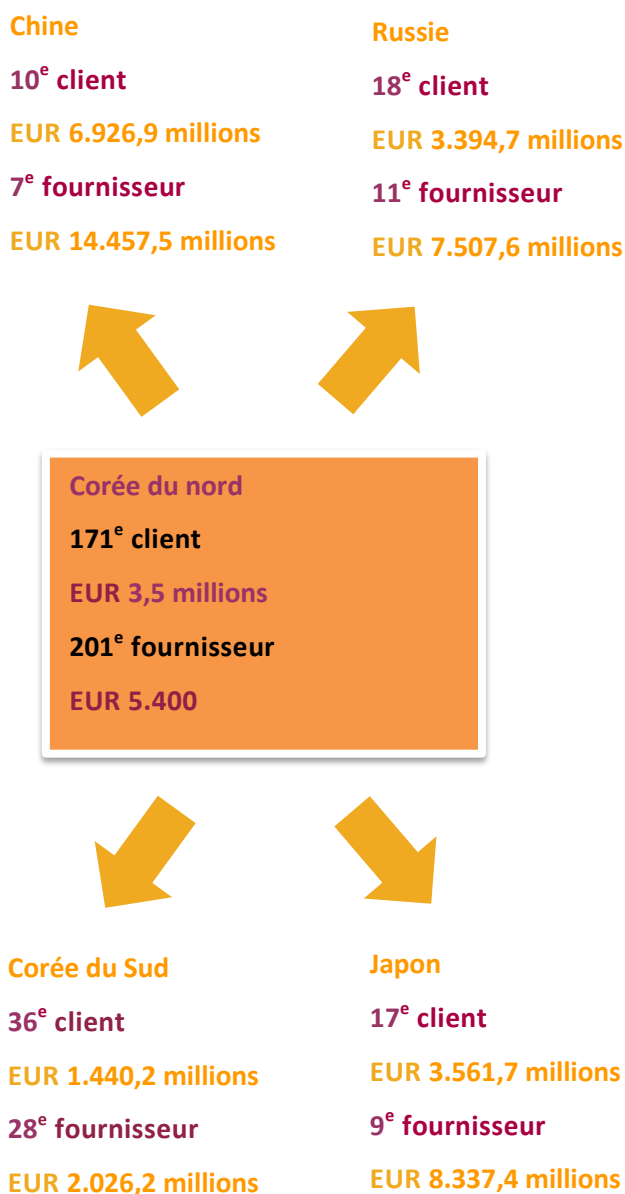 Chine
10e client
EUR 6.926,9 millions
7e fournisseur
EUR 14.457,5 millions
Russie
18e client
EUR 3.394,7 millions
11e fournisseur
EUR 7.507,6 millions
Corée du nord
171e client
EUR 3,5 millions
201e fournisseur
EUR 5.400
Corée du Sud
36e client
EUR 1.440,2 millions
28e fournisseur
EUR 2.026,2 millions
Japon
17e client
EUR 3.561,7 millions
9e fournisseur
EUR 8.337,4 millions